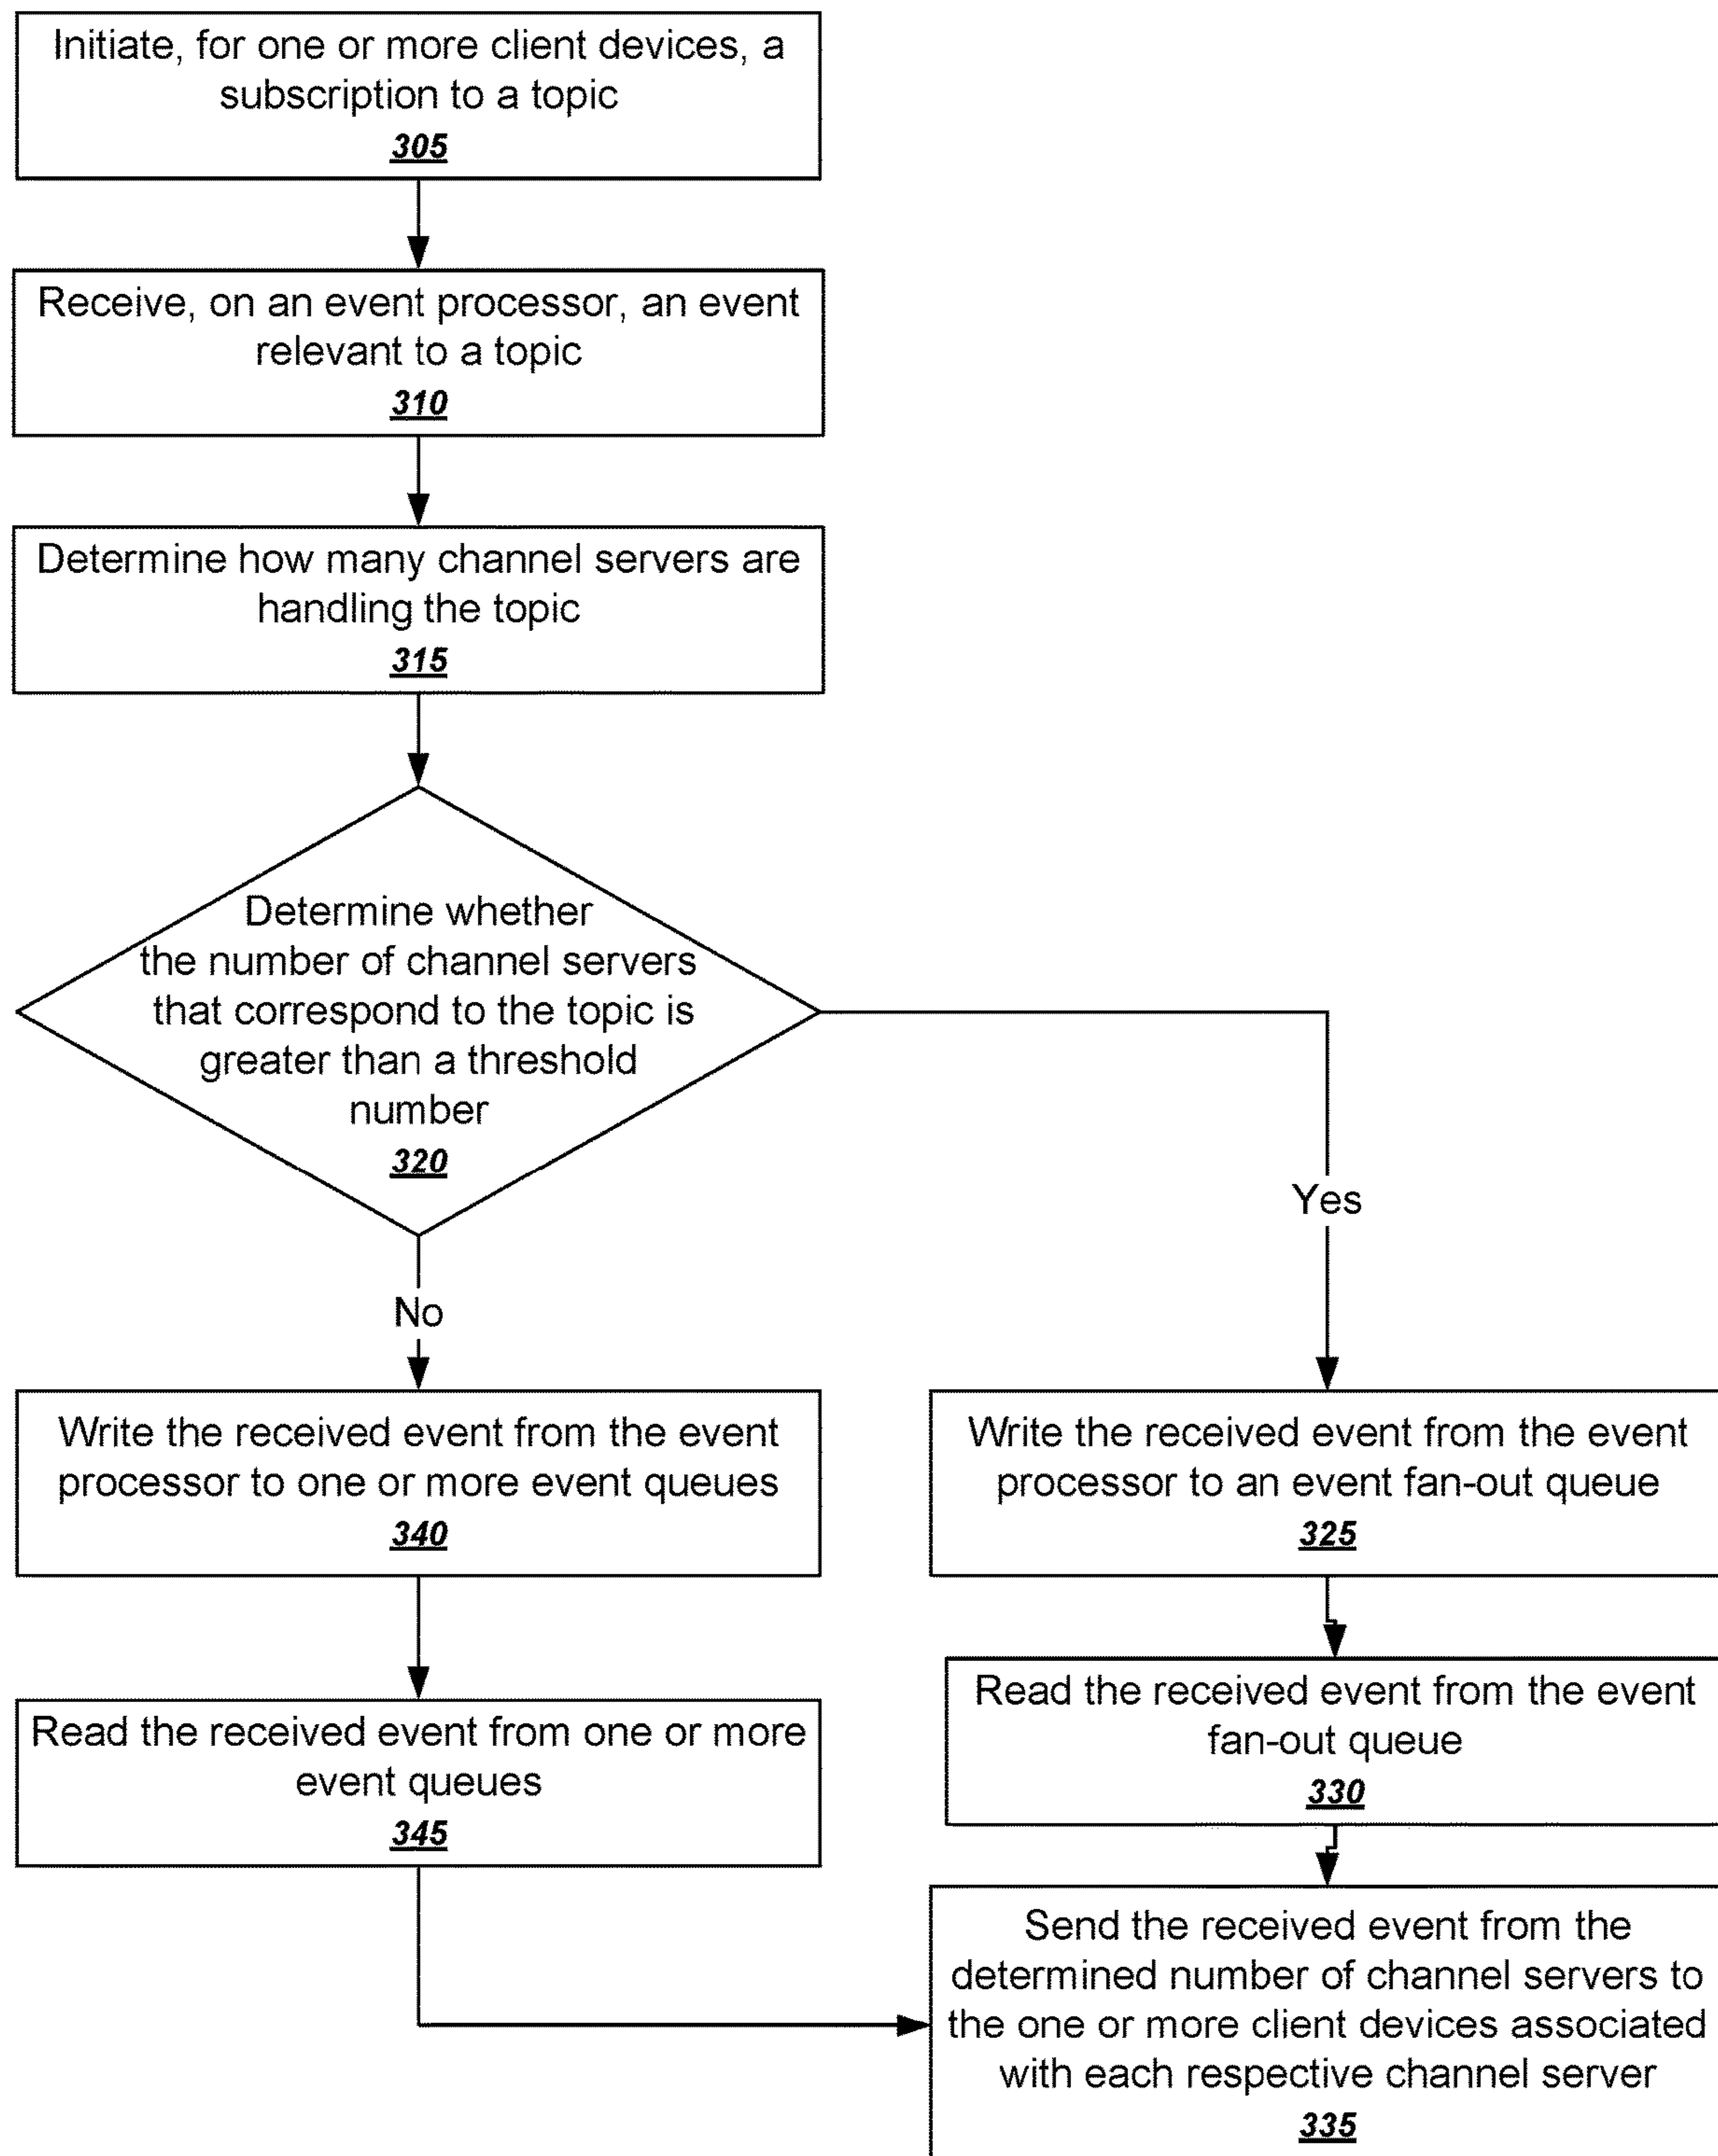 Initiate, for one or more client devices, a
subscription to a topic
305
Receive, on an event processor, an event
relevant to a topic
310
Determine how many channel servers are
handling the topic
315
Determine whether
the number of channel servers
that correspond to the topic is
greater than a threshold
number
320
Yes
No
Write the received event from the event
processor to one or more event queues
340
Write the received event from the event
processor to an event fan-out queue
325
Read the received event from one or more
event queues
345
Read the received event from the event
fan-out queue
330
Send the received event from the
determined number of channel servers to
the one or more client devices associated
with each respective channel server
335